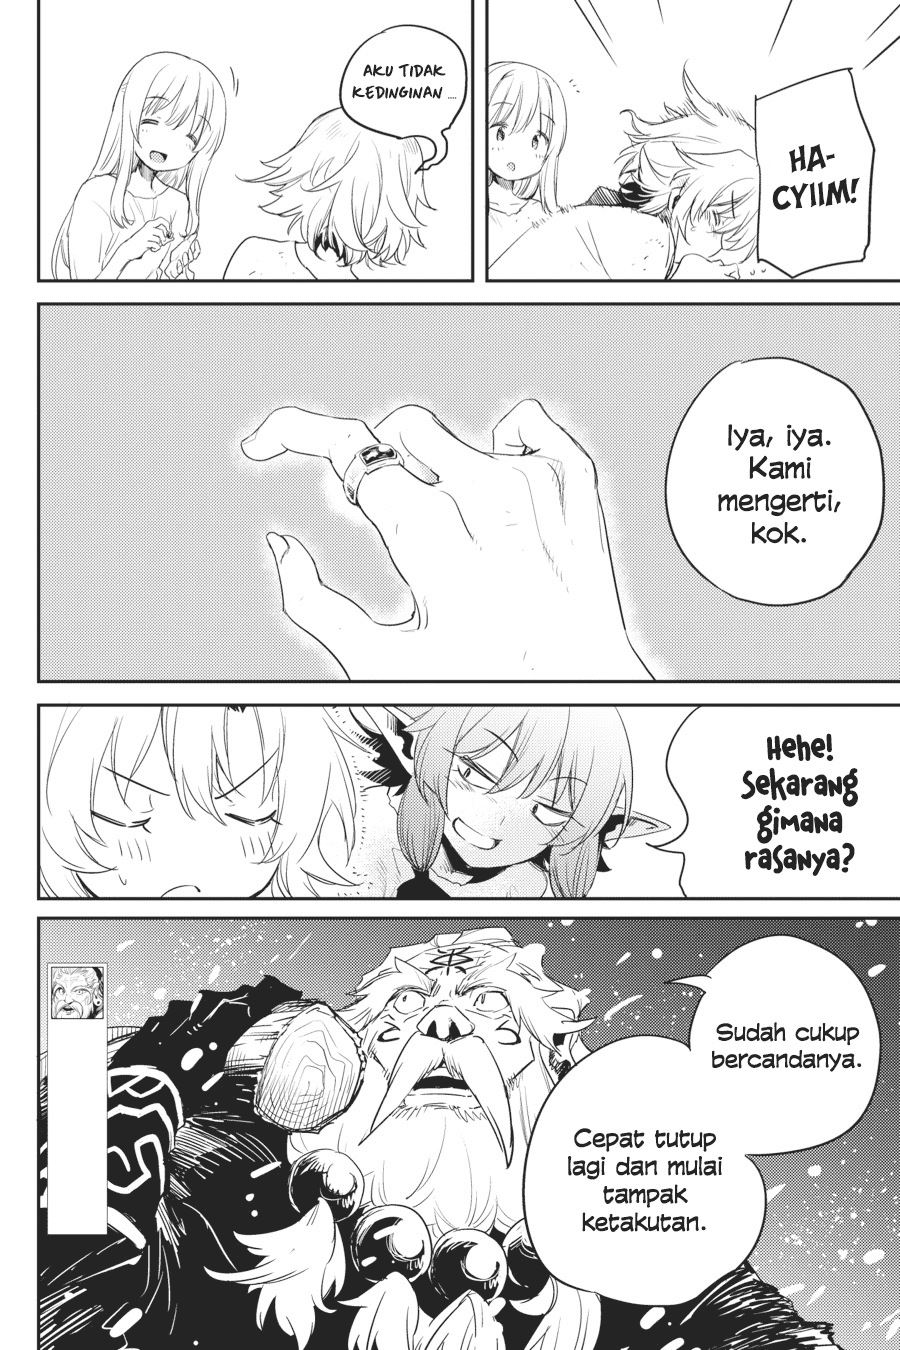 HA-
CYIIM!
AKU TIDAK
KEDINGINAN ....
Iya, iya.
Kami
mengerti,
kok.
Hehe!
Sekarang
gimana
rasanya?
Sudah cukup
bercandanya.
Cepat tutup
lagi dan mulai
tampak
ketakutan.